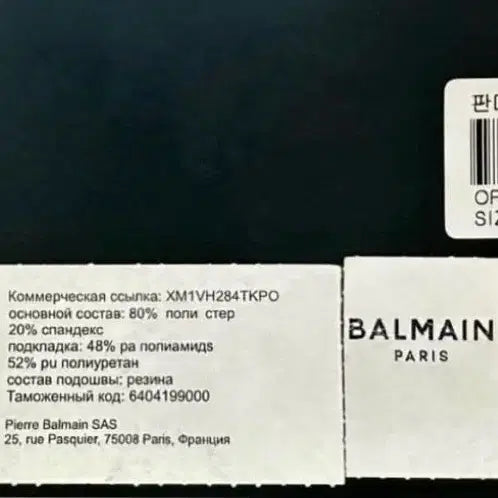 판
OF
SIZ
Коммерческая ссылка: XM1VH284TKPO
основной состав: 80% поли стер
20% спандекс
подкладка: 48% pa полиамидs
52% pu полиуретан
состав подошвы: резина
Таможенный код: 6404199000
Pierre Balmain SAS
25, rue Pasquier, 75008 Paris, Франция
BALMAIN
PARIS